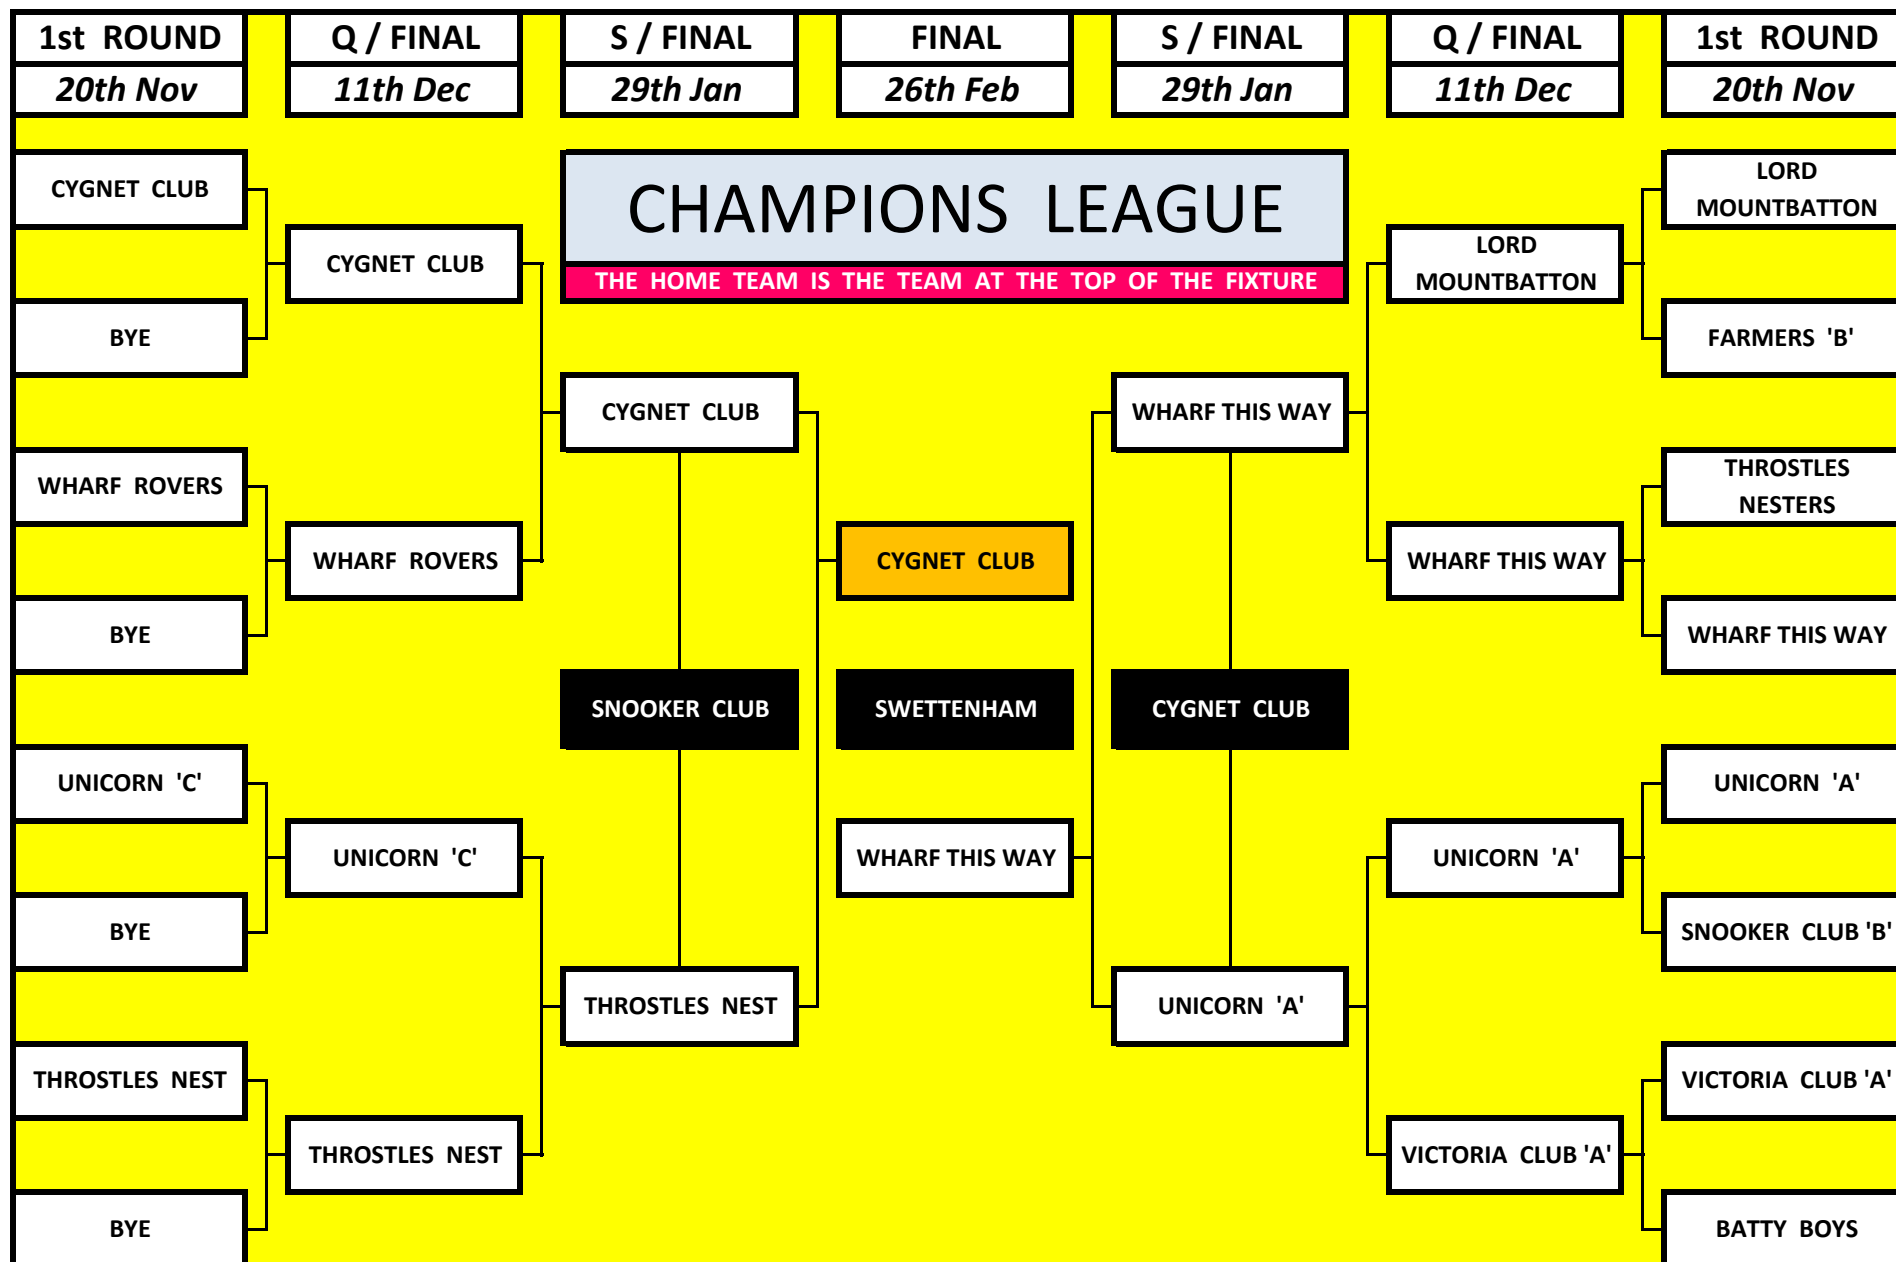 1st ROUND
Q / FINAL
S / FINAL
FINAL
S / FINAL
Q / FINAL
1st ROUND
20th Nov
11th Dec
29th Jan
26th Feb
29th Jan
11th Dec
20th Nov
CHAMPIONS LEAGUE
THE HOME TEAM IS THE TEAM AT THE TOP OF THE FIXTURE
CYGNET CLUB
BYE
WHARF ROVERS
BYE
UNICORN 'C'
BYE
THROSTLES NEST
BYE
CYGNET CLUB
WHARF ROVERS
UNICORN 'C'
THROSTLES NEST
CYGNET CLUB
SNOOKER CLUB
THROSTLES NEST
CYGNET CLUB
SWETTENHAM
WHARF THIS WAY
WHARF THIS WAY
CYGNET CLUB
UNICORN 'A'
LORD
MOUNTBATTON
WHARF THIS WAY
UNICORN 'A'
VICTORIA CLUB 'A'
LORD
MOUNTBATTON
FARMERS 'B'
THROSTLES
NESTERS
WHARF THIS WAY
UNICORN 'A'
SNOOKER CLUB 'B'
VICTORIA CLUB 'A'
BATTY BOYS